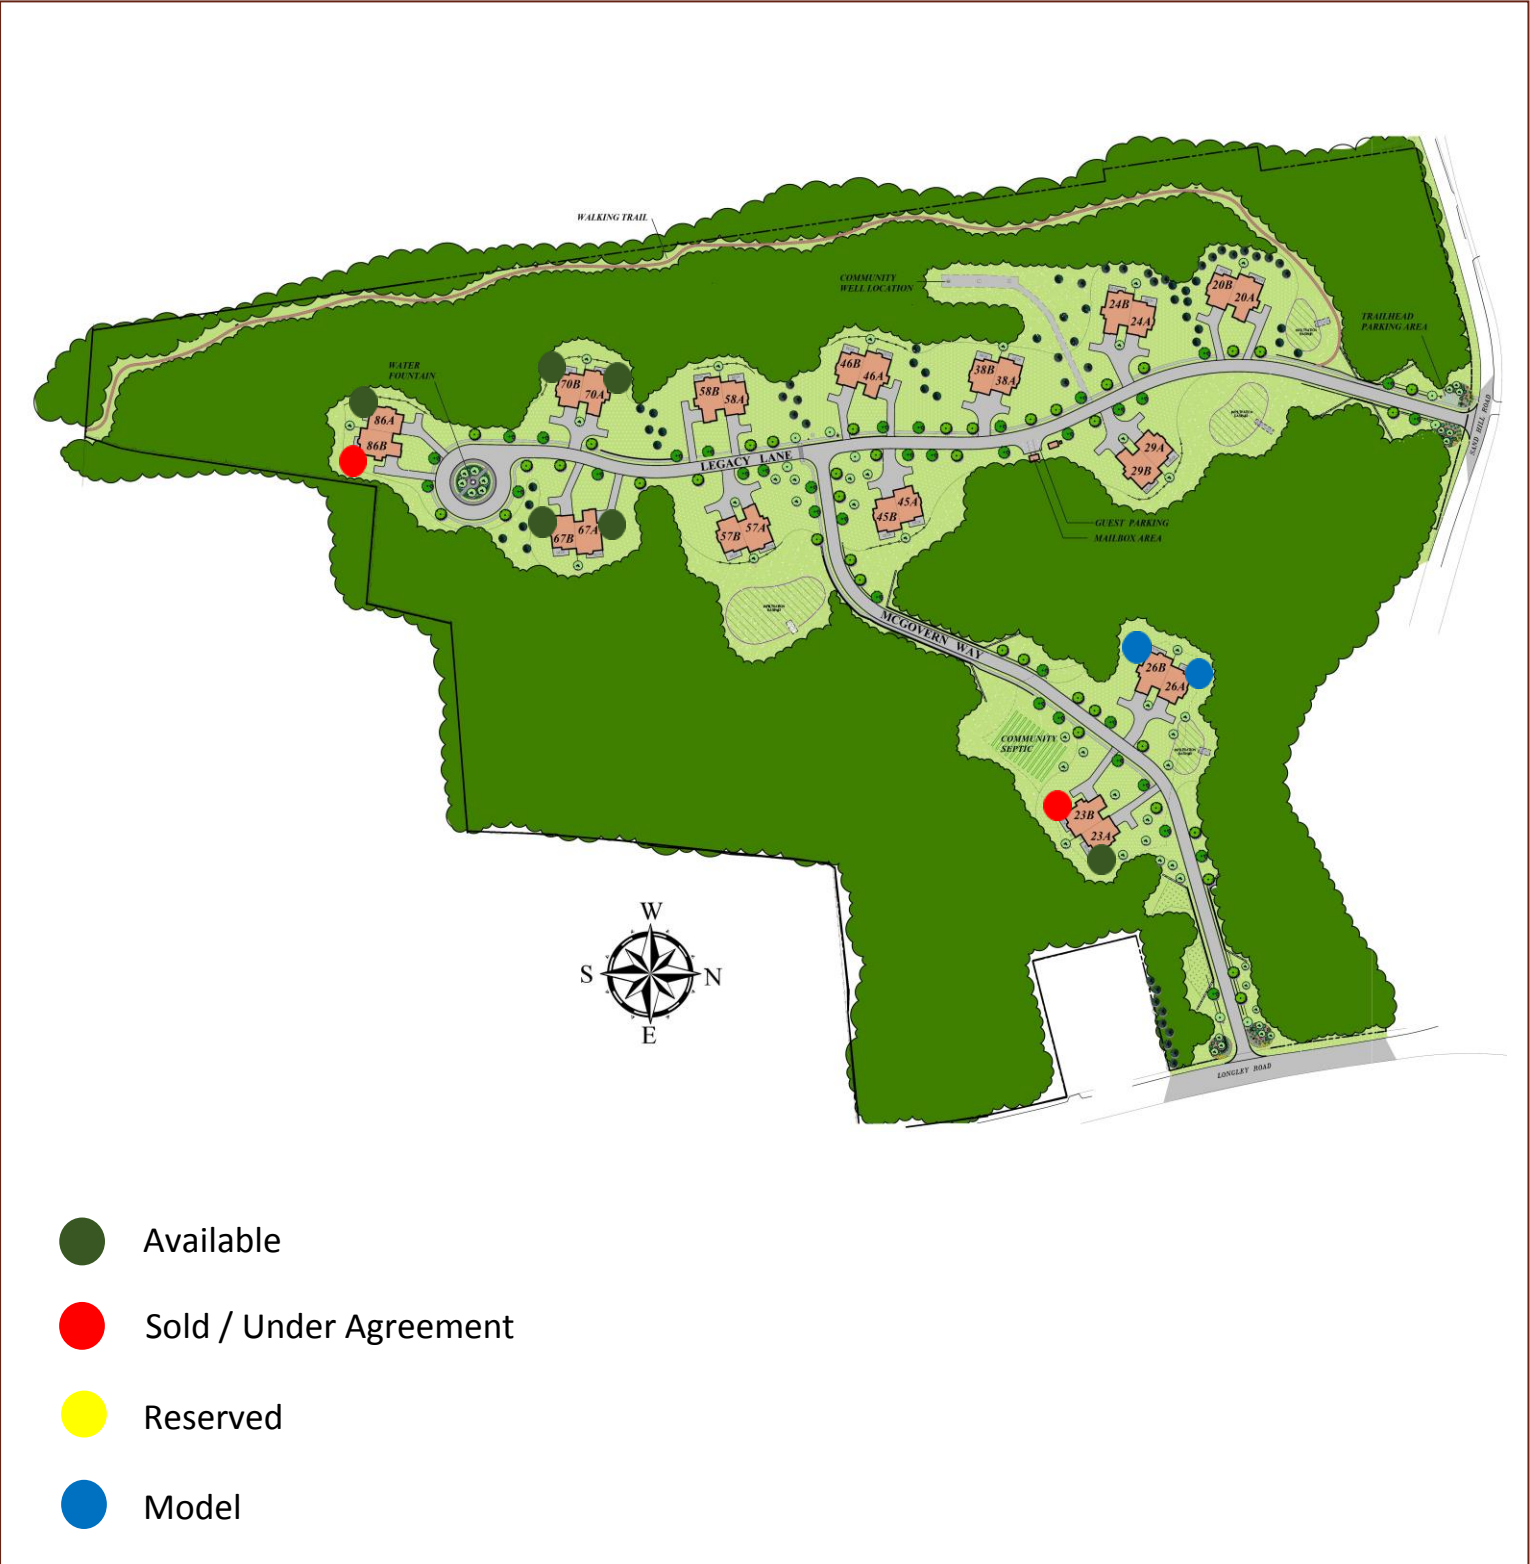 WALKING TRAIL
COMMUNITY
WELL LOCATION
20B
20A
24B
24A
TRAILHEAD
PARKING AREA
WATER
FOUNTAIN
46B
46A
38B
38A
70B
70A
58B
58A
86A
86B
SAND HILL ROAD
29A
29B
LEGACY LANE
45A
45B
57A
57B
67A
67B
GUEST PARKING
MAILBOX AREA
MCGOVERN WAY
26B
26A
COMMUNITY
SEPTIC
23B
23A
W
S
N
E
LONGLEY ROAD
Available
Sold / Under Agreement
Reserved
Model